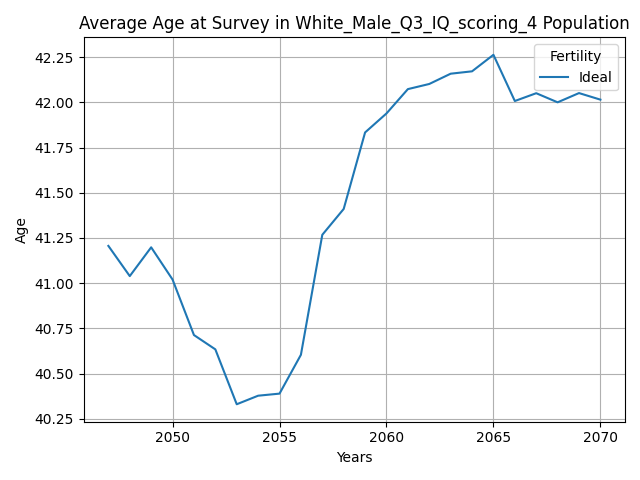 Average Age at Survey in White_Male_Q3_IQ_scoring_4 Population
Fertility
Ideal
42.25
42.00
41.75
41.50
41.25
41.00
40.75
40.50
40.25
Age
2050 2055 2060 2065 2070
Years